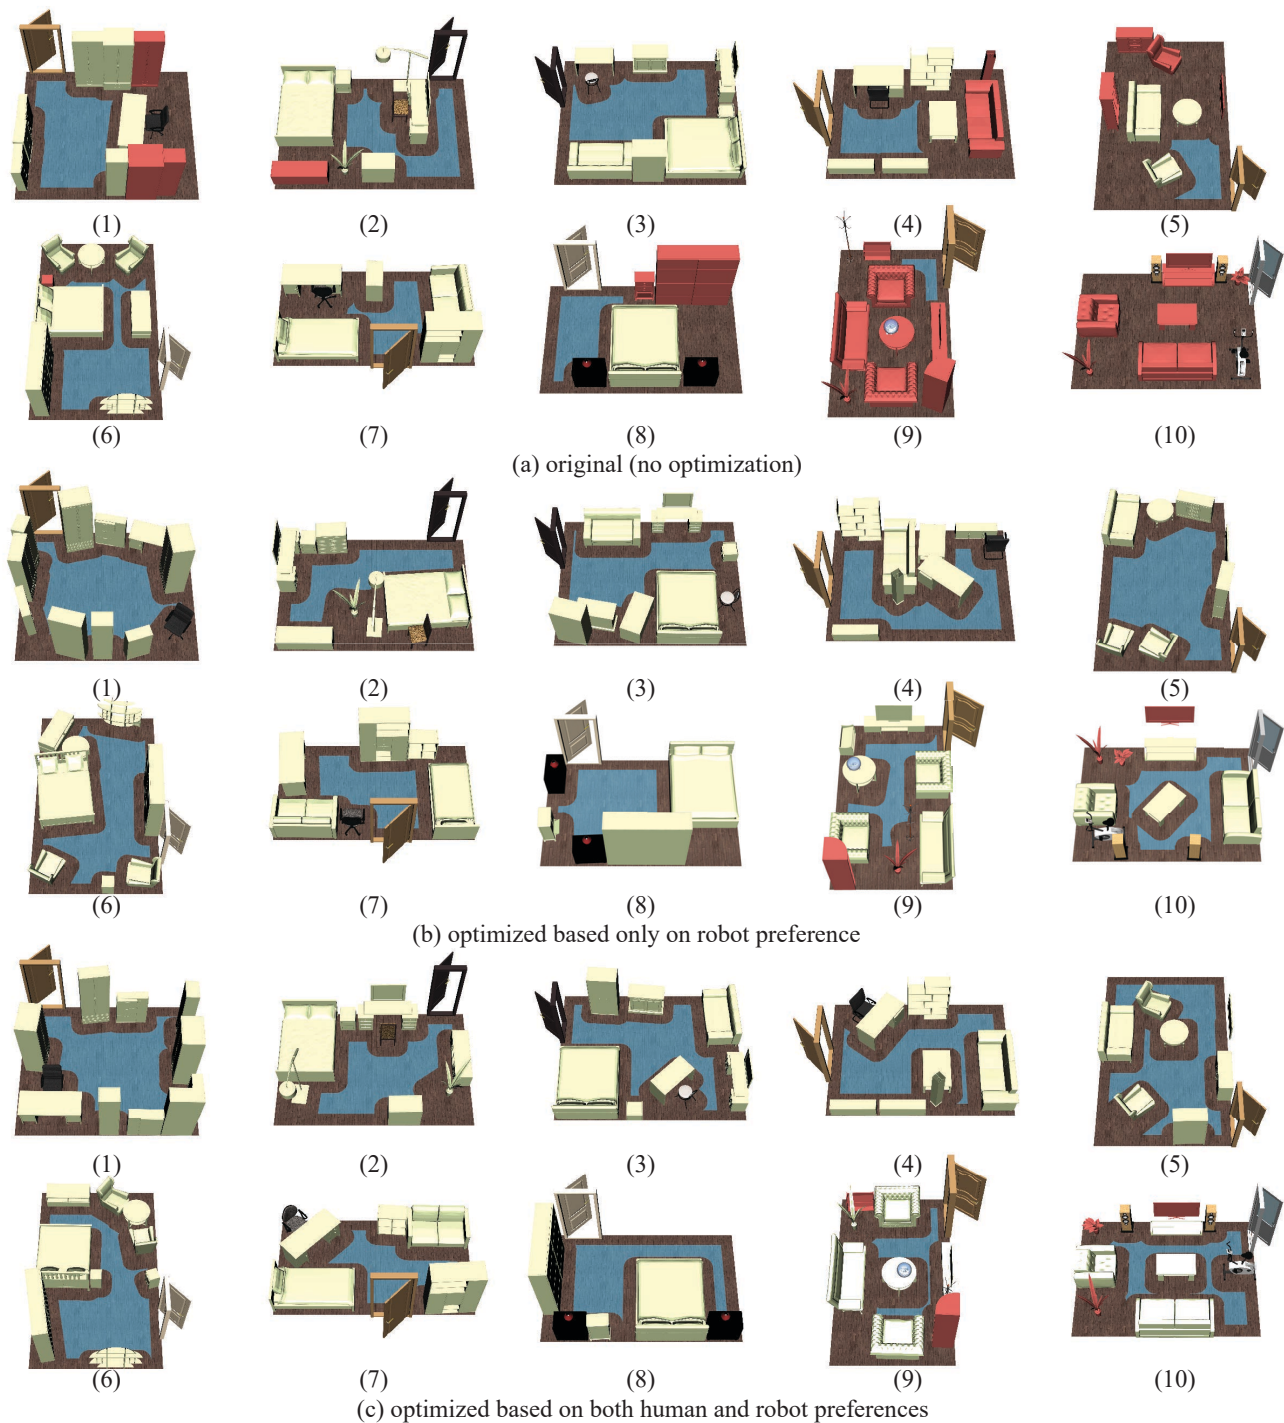 (1) (2) (3) (4) (5)
(6) (7) (8) (9) (10)
(a) original (no optimization)
(1) (2) (3) (4) (5)
(6) (7) (8) (9) (10)
(b) optimized based only on robot preference
(1) (2) (3) (4) (5)
(6) (7) (8) (9) (10)
(c) optimized based on both human and robot preferences